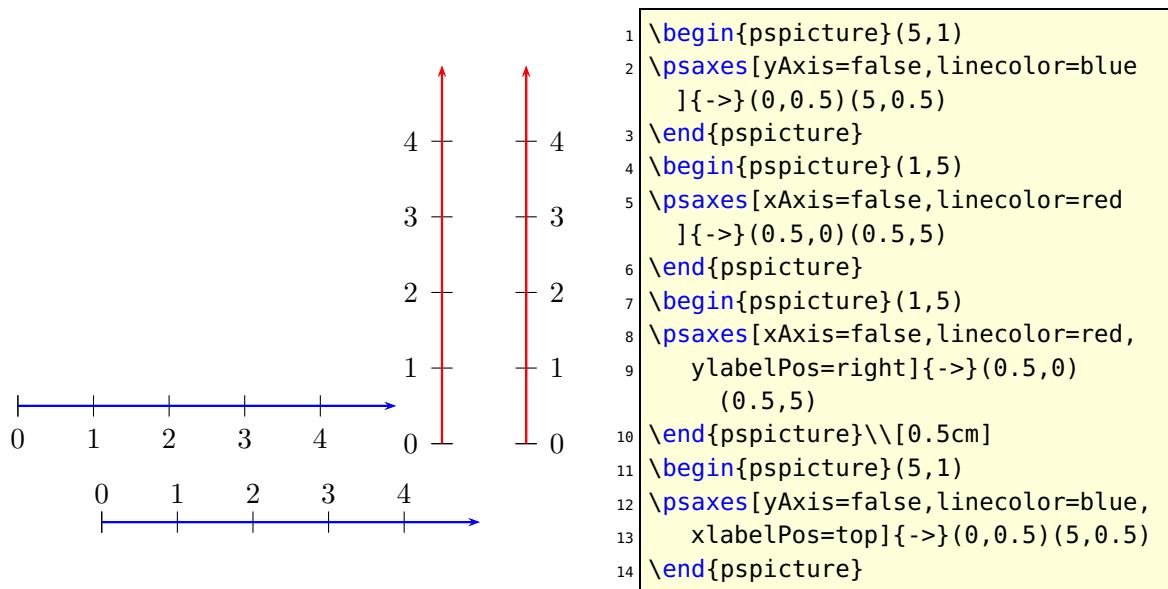 4 4
3 3
2 2
1 1
0 0
0 1 2 3 4
0 1 2 3 4
1 \begin{pspicture}(5,1)
2 \psaxes[yAxis=false,linecolor=blue
]{->}(0,0.5)(5,0.5)
3 \end{pspicture}
4 \begin{pspicture}(1,5)
5 \psaxes[xAxis=false,linecolor=red
]{->}(0.5,0)(0.5,5)
6 \end{pspicture}
7 \begin{pspicture}(1,5)
8 \psaxes[xAxis=false,linecolor=red,
9 ylabelPos=right]{->}(0.5,0)
(0.5,5)
10 \end{pspicture}\\[0.5cm]
11 \begin{pspicture}(5,1)
12 \psaxes[yAxis=false,linecolor=blue,
13 xlabelPos=top]{->}(0,0.5)(5,0.5)
14 \end{pspicture}